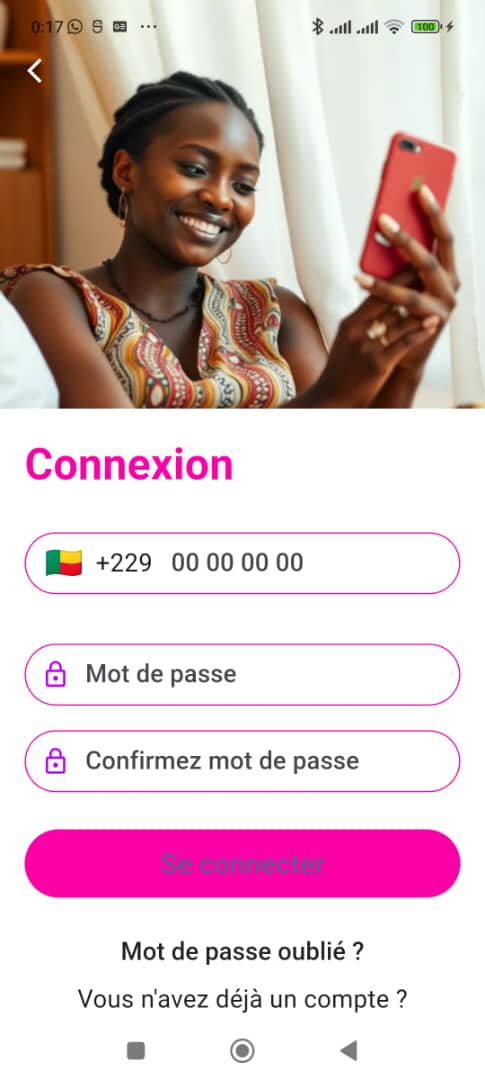 0:17
100
Connexion
+229 00 00 00 00
Mot de passe
Confirmez mot de passe
Se connecter
Mot de passe oublié ?
Vous n'avez déjà un compte ?